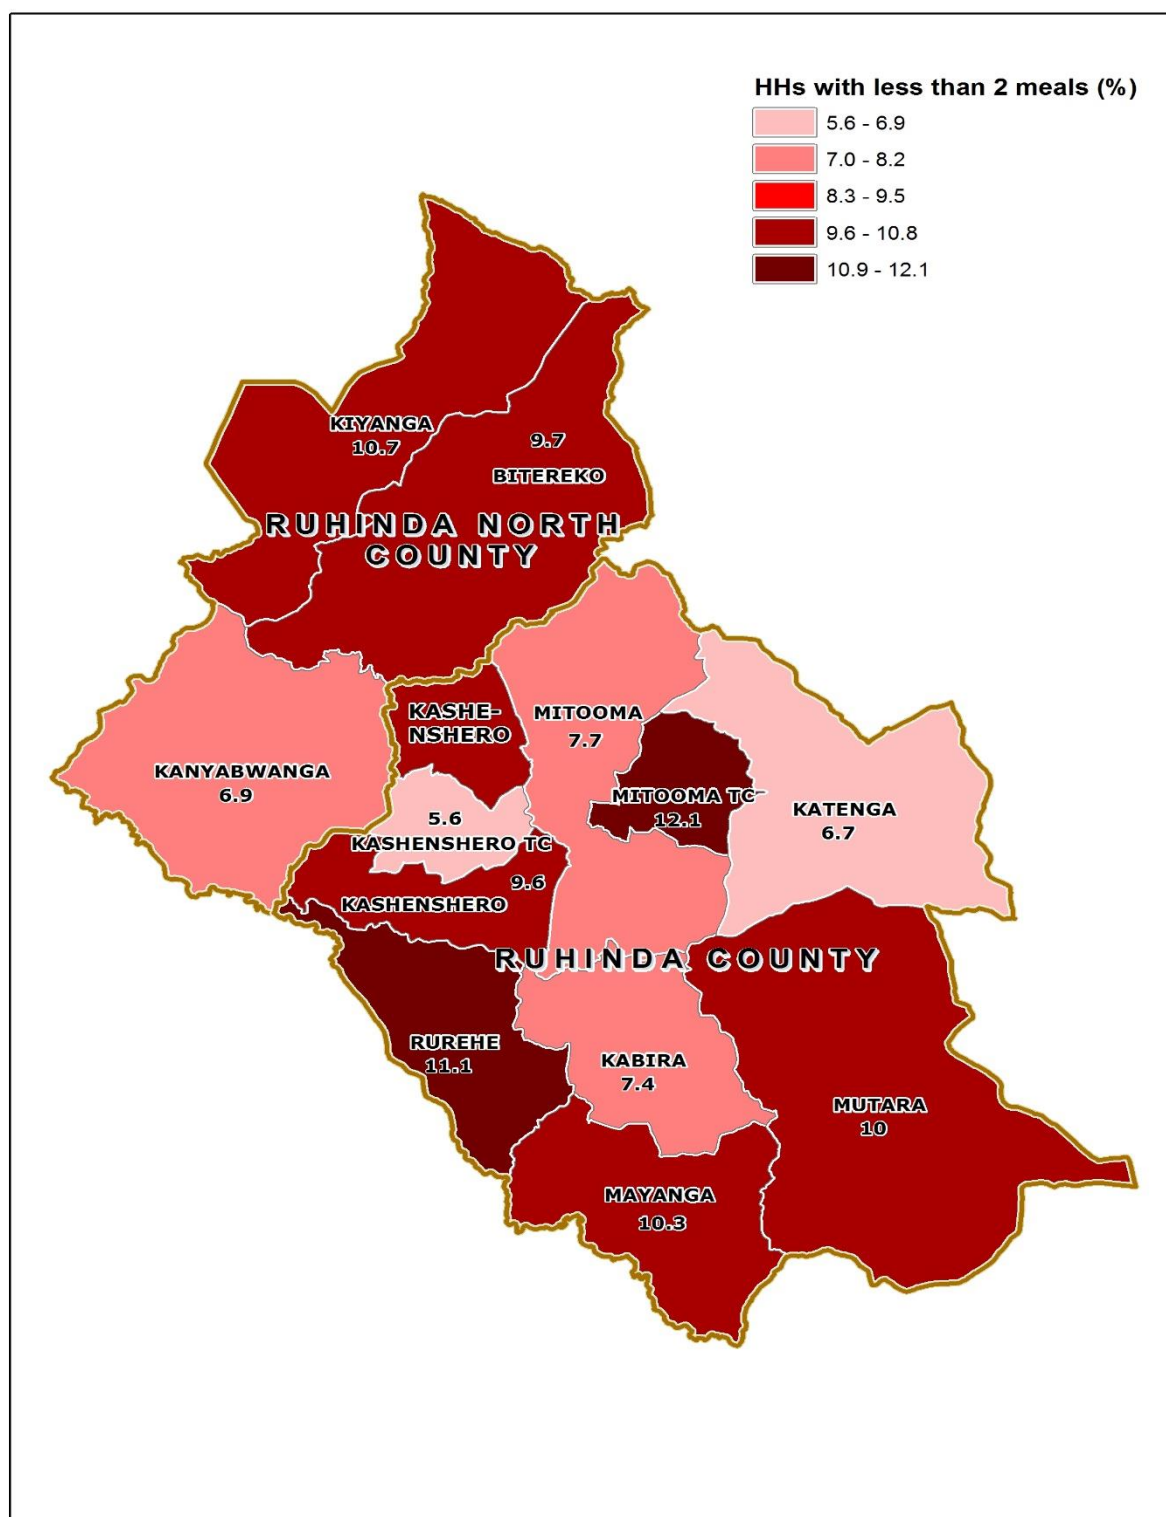 HHs with less than 2 meals (%)
5.6 - 6.9
7.0 - 8.2
8.3 - 9.5
9.6 - 10.8
10.9 - 12.1
KIYANGA
10.7
9.7
BITEREKO
RUHINDA NORTH
COUNTY
KASHE-
NSHERO
MITOOMA
7.7
KANYABWANGA
6.9
MITOOMA TC
12.1
KATENGA
6.7
5.6
KASHENSHERO TC
9.6
KASHENSHERO
RUHINDA COUNTY
RUREHE
11.1
KABIRA
7.4
MUTARA
10
MAYANGA
10.3